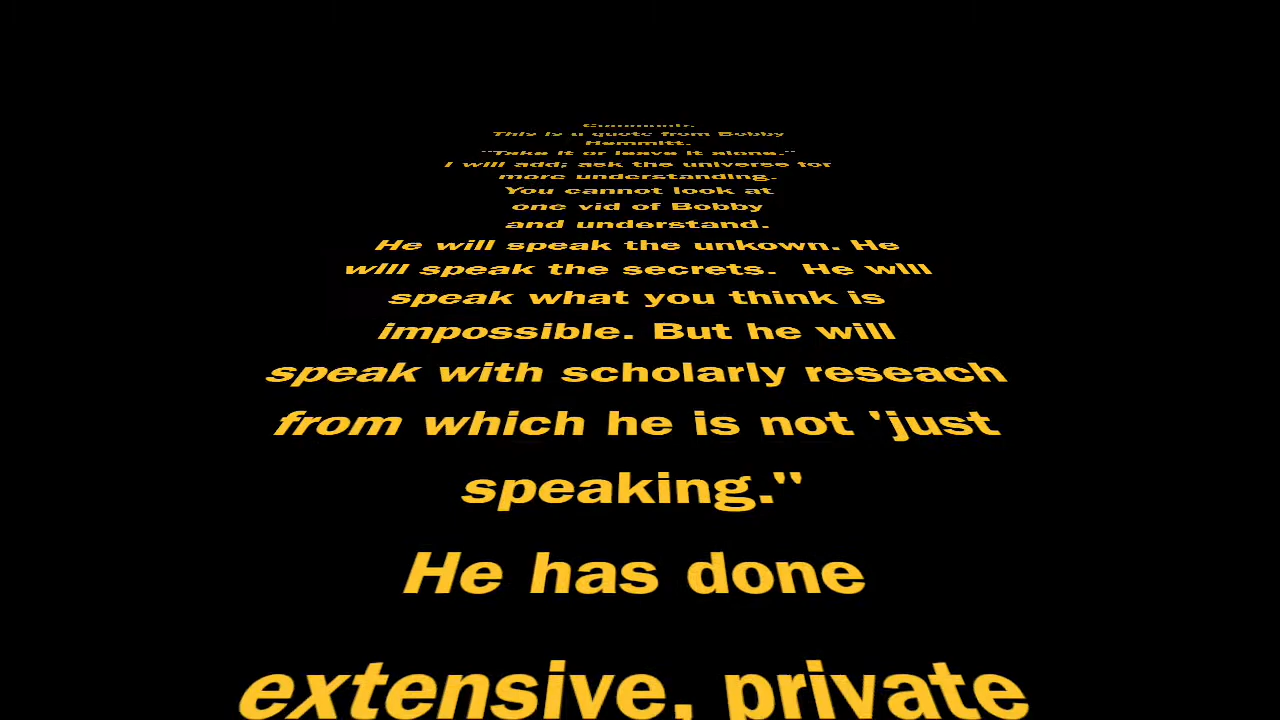 This is a quote from Bobby
Hemmitt.
"Take it or leave it alone."
I will add; ask the universe for
more understanding.
You cannot look at
one vid of Bobby
and understand.
He will speak the unkown. He
will speak the secrets. He will
speak what you think is
impossible. But he will
speak with scholarly reseach
from which he is not 'just
speaking."
He has done
extensive, private